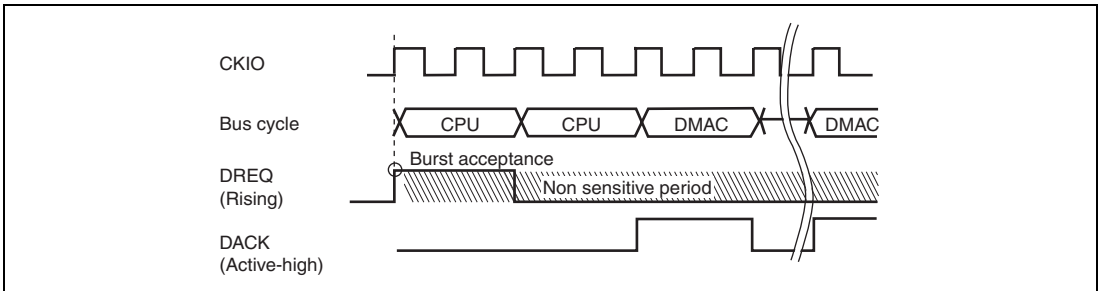 CKIO
Bus cycle
CPU
CPU
DMAC
DMAC
Burst acceptance
DREQ
(Rising)
Non sensitive period
DACK
(Active-high)